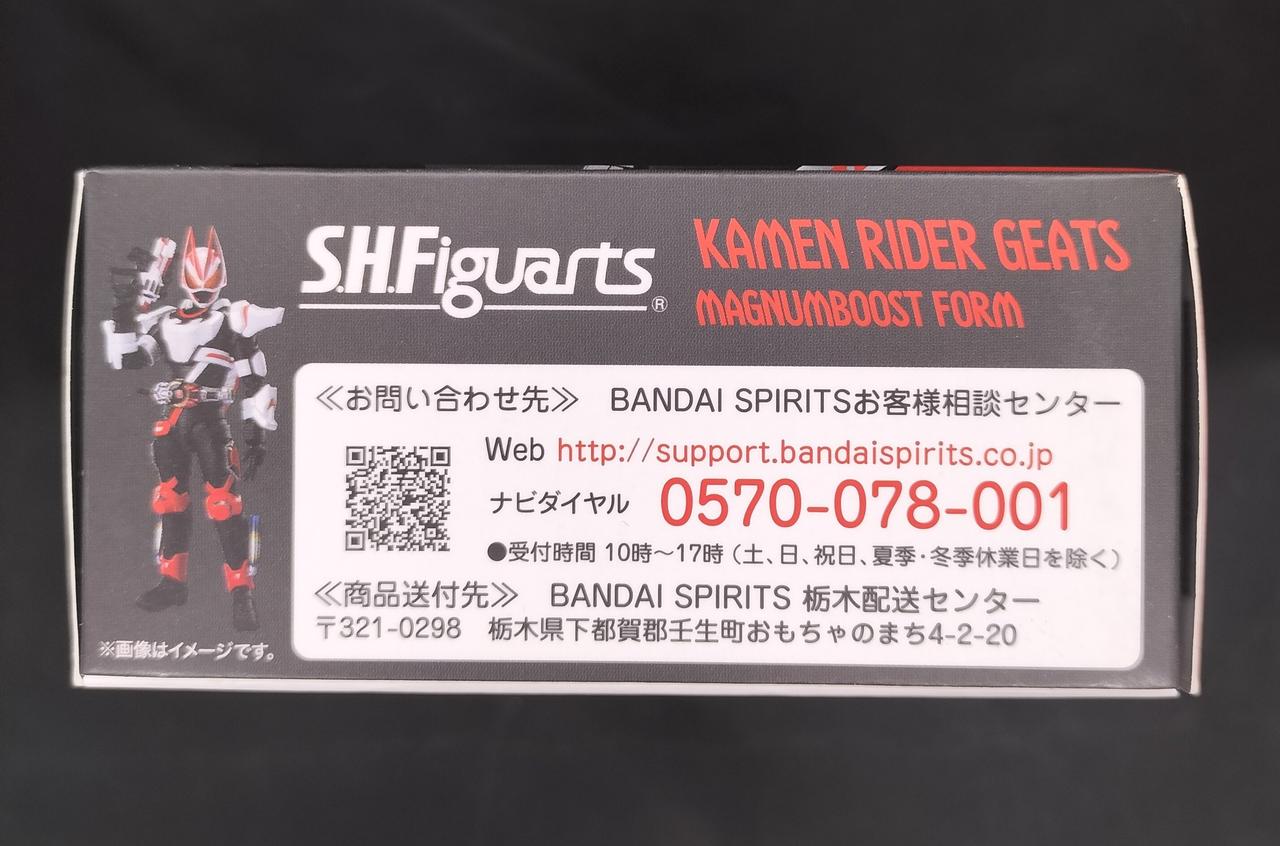 S.H.Figuarts®
KAMEN RIDER GEATS
MAGNUMBOOST FORM
≪お問い合わせ先≫ BANDAI SPIRITSお客様相談センター
Web http://support.bandaispirits.co.jp
ナビダイヤル 0570-078-001
●受付時間 10時～17時（土、日、祝日、夏季・冬季休業日を除く）
≪商品送付先≫ BANDAI SPIRITS 栃木配送センター
〒321-0298 栃木県下都賀郡壬生町おもちゃのまち4-2-20
※画像はイメージです。